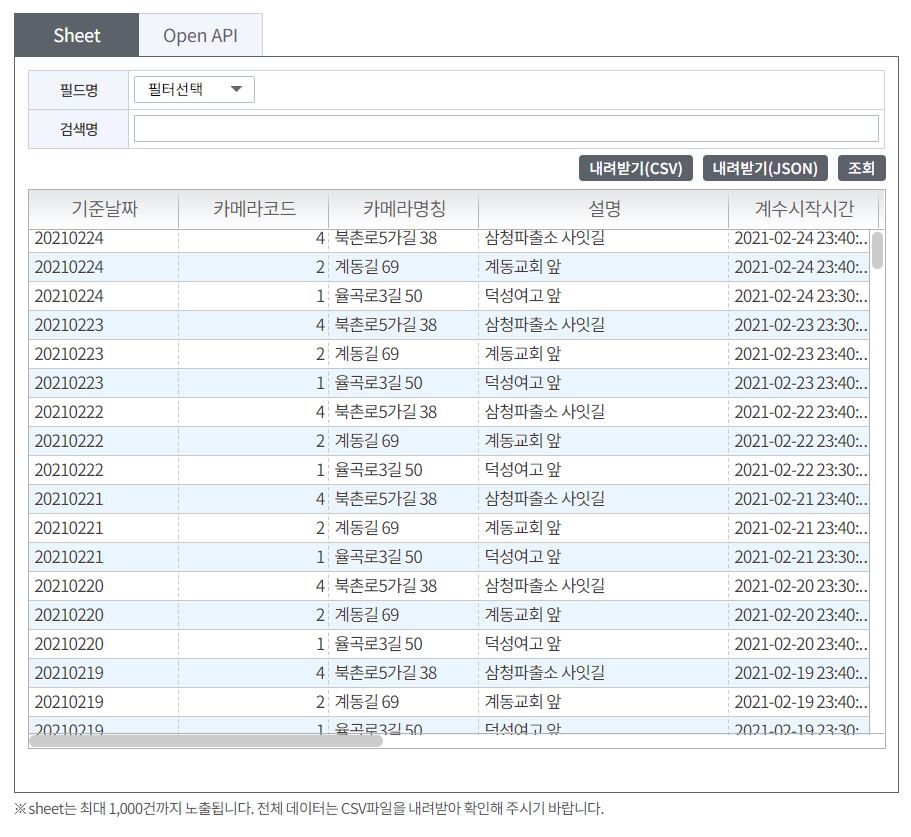 Sheet Open API
필드명 필터선택
검색명
내려받기(CSV) 내려받기(JSON) 조회
기준날짜 카메라코드 카메라명칭 설명 계수시작시간
20210224 4 북촌로5가길 38 삼청파출소 사잇길 2021-02-24 23:40:..
20210224 2 계동길 69 계동교회 앞 2021-02-24 23:40:..
20210224 1 율곡로3길 50 덕성여고 앞 2021-02-24 23:30:..
20210223 4 북촌로5가길 38 삼청파출소 사잇길 2021-02-23 23:30:..
20210223 2 계동길 69 계동교회 앞 2021-02-23 23:40:..
20210223 1 율곡로3길 50 덕성여고 앞 2021-02-23 23:40:..
20210222 4 북촌로5가길 38 삼청파출소 사잇길 2021-02-22 23:40:..
20210222 2 계동길 69 계동교회 앞 2021-02-22 23:40:..
20210222 1 율곡로3길 50 덕성여고 앞 2021-02-22 23:30:..
20210221 4 북촌로5가길 38 삼청파출소 사잇길 2021-02-21 23:40:..
20210221 2 계동길 69 계동교회 앞 2021-02-21 23:40:..
20210221 1 율곡로3길 50 덕성여고 앞 2021-02-21 23:30:..
20210220 4 북촌로5가길 38 삼청파출소 사잇길 2021-02-20 23:30:..
20210220 2 계동길 69 계동교회 앞 2021-02-20 23:40:..
20210220 1 율곡로3길 50 덕성여고 앞 2021-02-20 23:40:..
20210219 4 북촌로5가길 38 삼청파출소 사잇길 2021-02-19 23:40:..
20210219 2 계동길 69 계동교회 앞 2021-02-19 23:40:..
20210219 1 율곡로3길 50 덕성여고 앞 2021-02-19 23:30:..
※ sheet는 최대 1,000건까지 노출됩니다. 전체 데이터는 CSV파일을 내려받아 확인해 주시기 바랍니다.